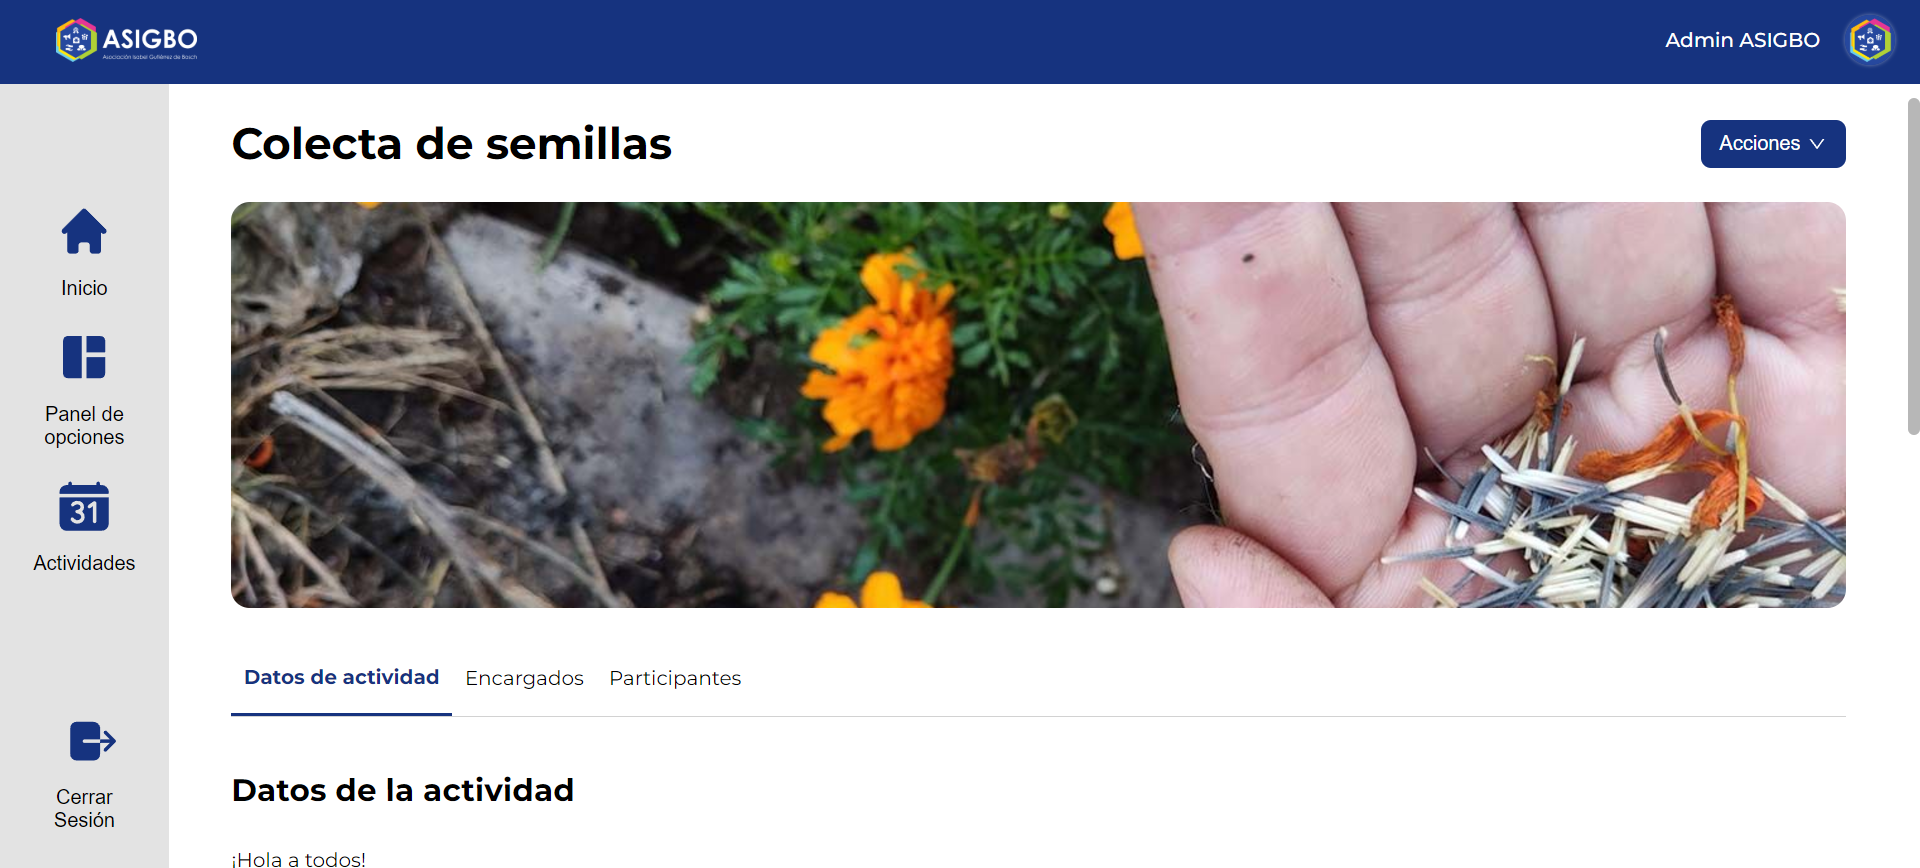 ASIGBO
Asociación Isabel Gutiérrez de Bosch
Admin ASIGBO
Colecta de semillas
Acciones
Inicio
Panel de
opciones
31
Actividades
Cerrar
Sesión
Datos de actividad
Encargados
Participantes
Datos de la actividad
¡Hola a todos!